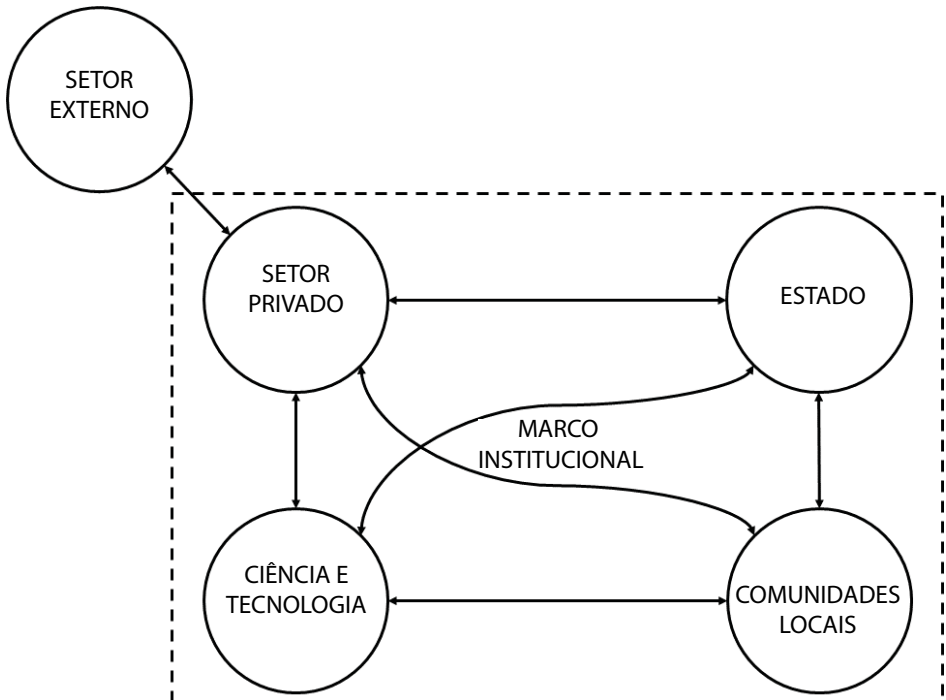 SETOR
EXTERNO
SETOR
PRIVADO
ESTADO
MARCO
INSTITUCIONAL
CIÊNCIA E
TECNOLOGIA
COMUNIDADES
LOCAIS